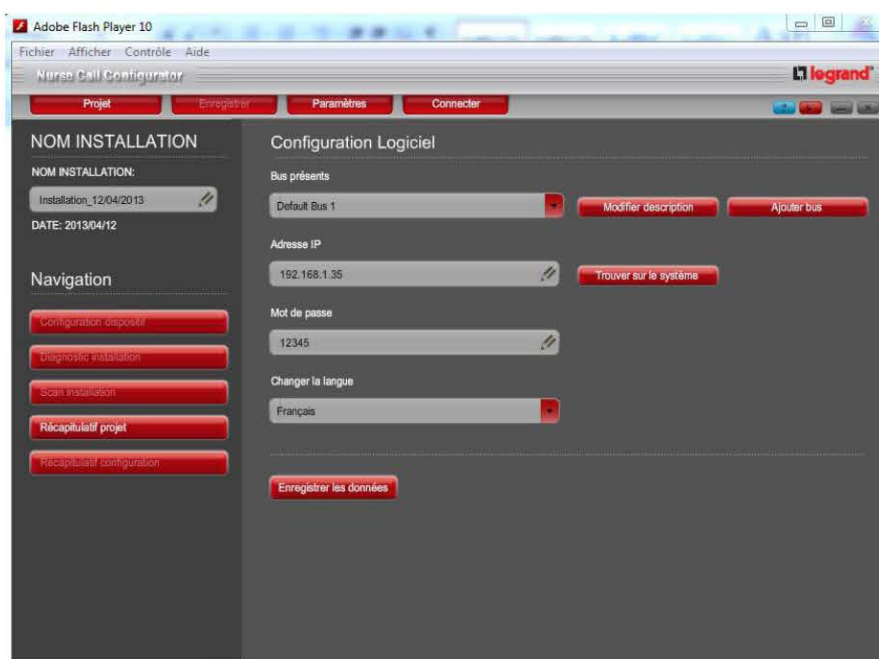 Adobe Flash Player 10
Fichier Afficher Contrôle Aide
Nurse Call Configurator
legrand
Projet Enregistrer Paramètres Connecter
NOM INSTALLATION
NOM INSTALLATION:
Installation_12/04/2013
DATE: 2013/04/12
Navigation
Configuration dispositif
Diagnostic installation
Scan installation
Récapitulatif projet
Récapitulatif configuration
Configuration Logiciel
Bus présents
Default Bus 1 Modifier description Ajouter bus
Adresse IP
192.168.1.35 Trouver sur le système
Mot de passe
12345
Changer la langue
Français
Enregistrer les données